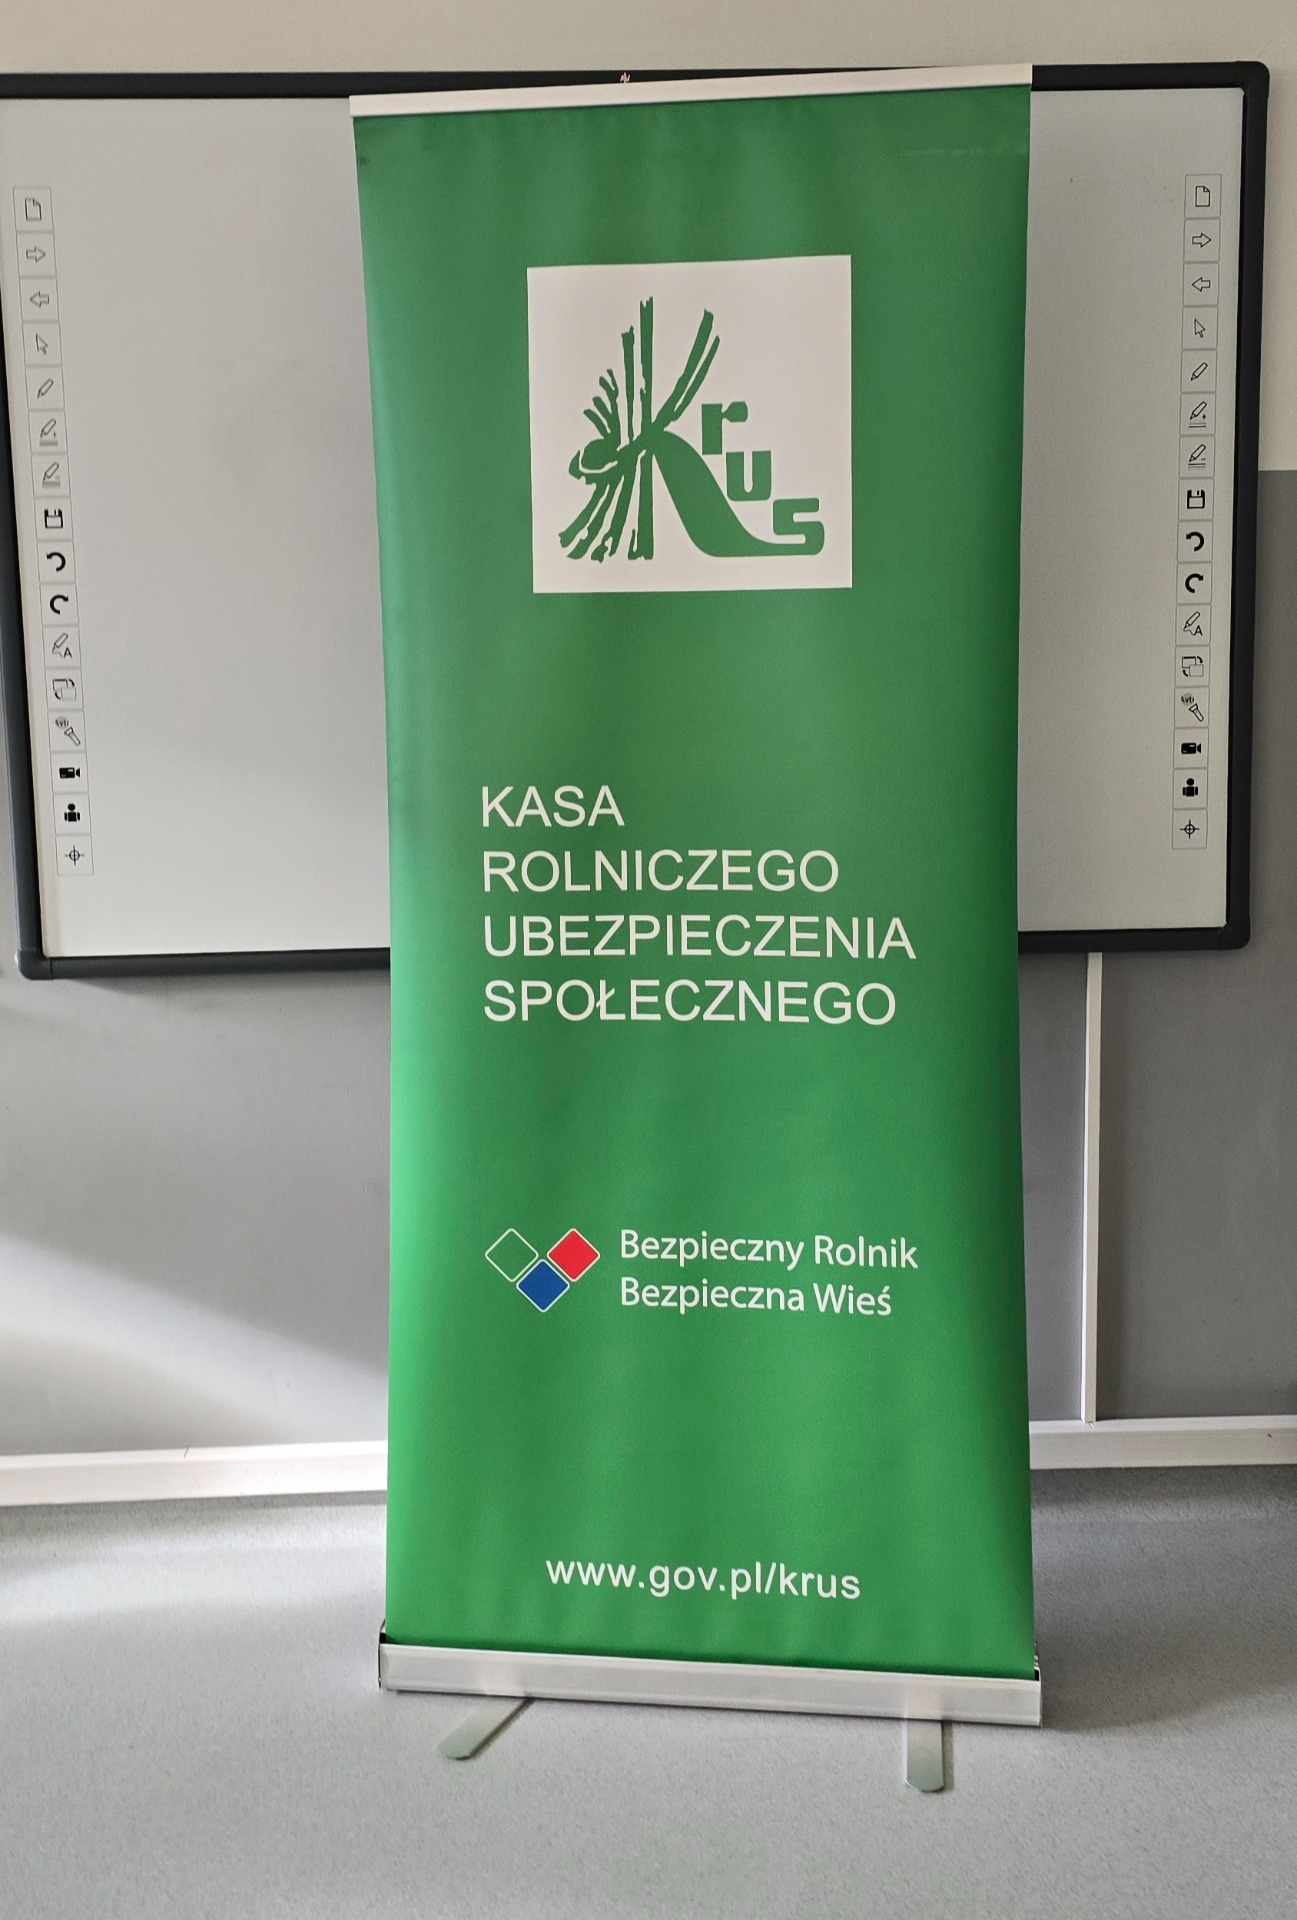 Krus
KASA
ROLNICZEGO
UBEZPIECZENIA
SPOŁECZNEGO
Bezpieczny Rolnik
Bezpieczna Wieś
www.gov.pl/krus